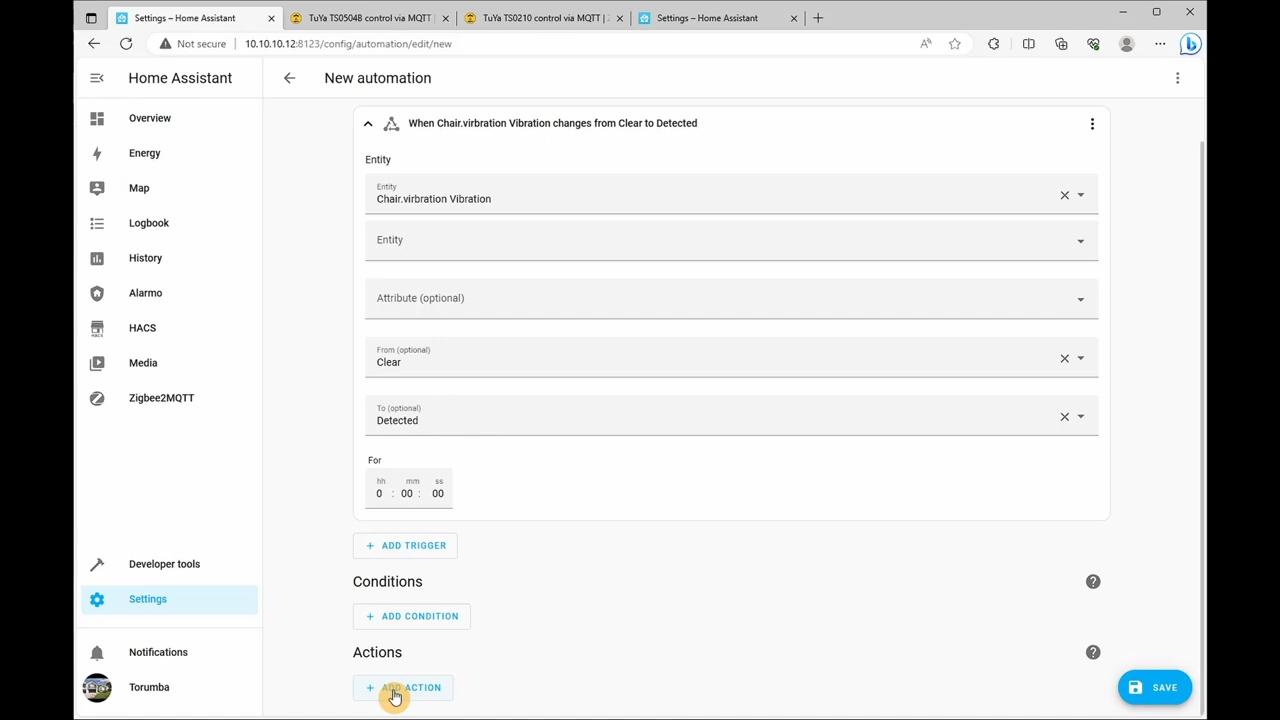 Settings – Home Assistant
TuYa TS0504B control via MQTT |
TuYa TS0210 control via MQTT | Z
Settings – Home Assistant
Not secure
10.10.10.12:8123/config/automation/edit/new
Home Assistant
New automation
Overview
Energy
Map
Logbook
History
Alarmo
HACS
Media
Zigbee2MQTT
Developer tools
Settings
Notifications
Torumba
When Chair.virbration Vibration changes from Clear to Detected
Entity
Entity
Chair.virbration Vibration
Entity
Attribute (optional)
From (optional)
Clear
To (optional)
Detected
For
hh mm ss
0 : 00 : 00
+ ADD TRIGGER
Conditions
+ ADD CONDITION
Actions
+ ADD ACTION
SAVE